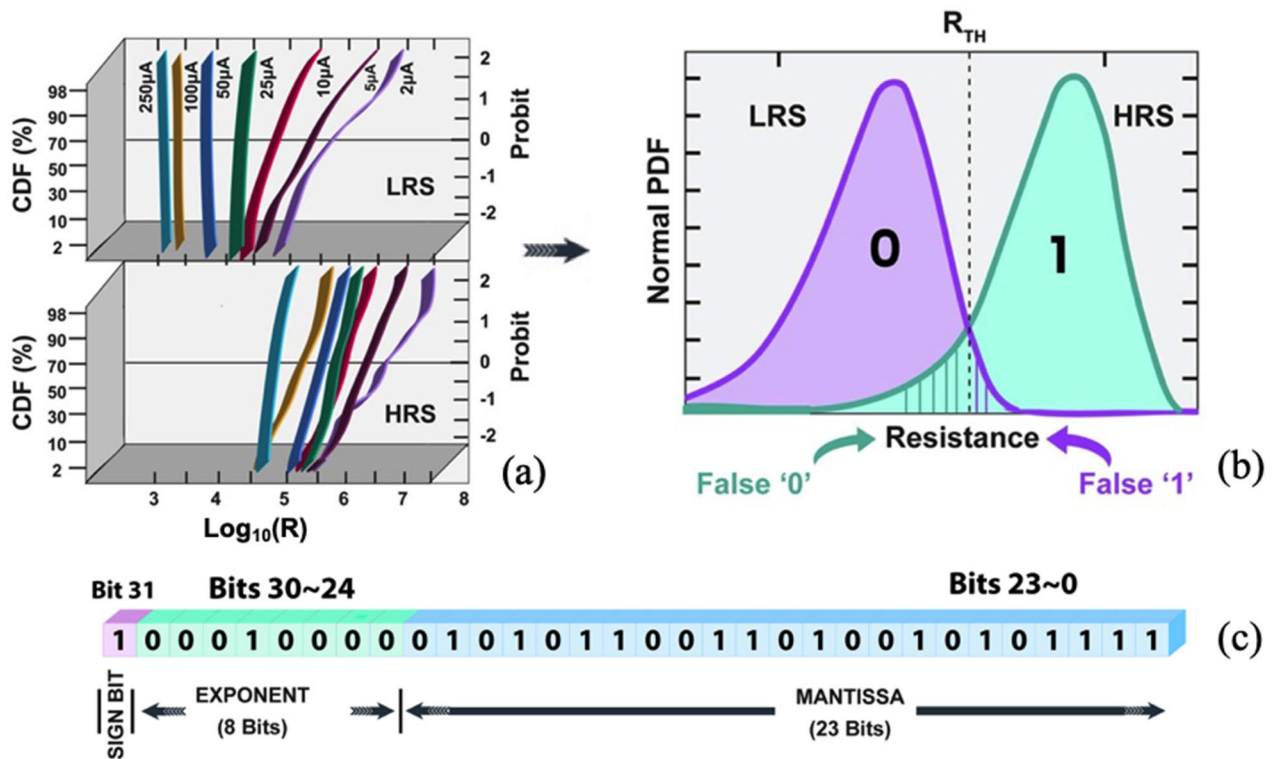 98
90
70
50
30
10
2
CDF (%)
250µA
100µA
50µA
25µA
10µA
5µA
2µA
LRS
2
1
0
-1
-2
Probit
98
90
70
50
30
10
2
CDF (%)
HRS
2
1
0
-1
-2
Probit
3 4 5 6 7 8
Log10(R)
(a)
RTH
LRS
HRS
Normal PDF
0
1
Resistance
False ‘0’
False ‘1’
(b)
Bit 31
Bits 30~24
Bits 23~0
1 0 0 0 1 0 0 0 0 0 1 0 1 0 1 1 0 0 1 1 0 1 0 0 1 0 1 0 1 1 1 1
(c)
SIGN BIT
EXPONENT
(8 Bits)
MANTISSA
(23 Bits)